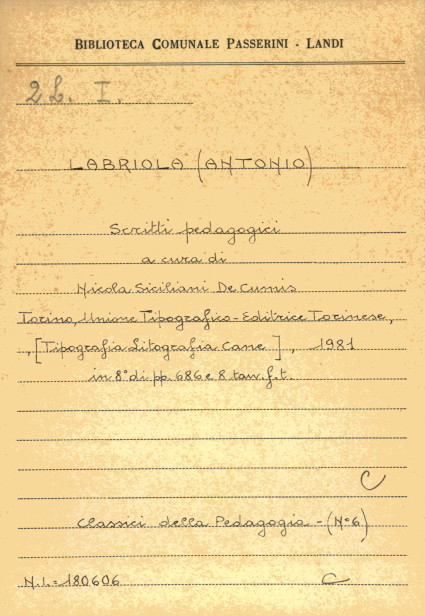 BIBLIOTECA COMUNALE PASSERINI - LANDI
2L. I.
LABRIOLA (ANTONIO)
Scritti pedagogici
a cura di
Nicola Siciliani De Cumis
Torino, Unione Tipografico-Editrice Torinese,
, [Tipografia Litografia Cane], 1981
in 8° di pp. 686 e 8 tav. f. t.
C
Classici della Pedagogia - (N° 6)
N. i. = 180606 C